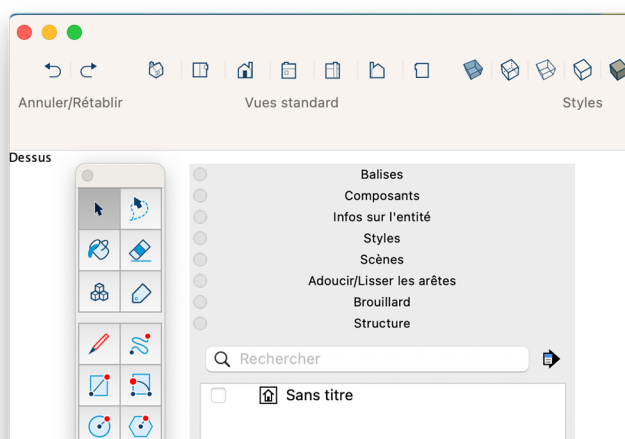 Annuler/Rétablir
Vues standard
Styles
Dessus
Balises
Composants
Infos sur l'entité
Styles
Scènes
Adoucir/Lisser les arêtes
Brouillard
Structure
Rechercher
Sans titre